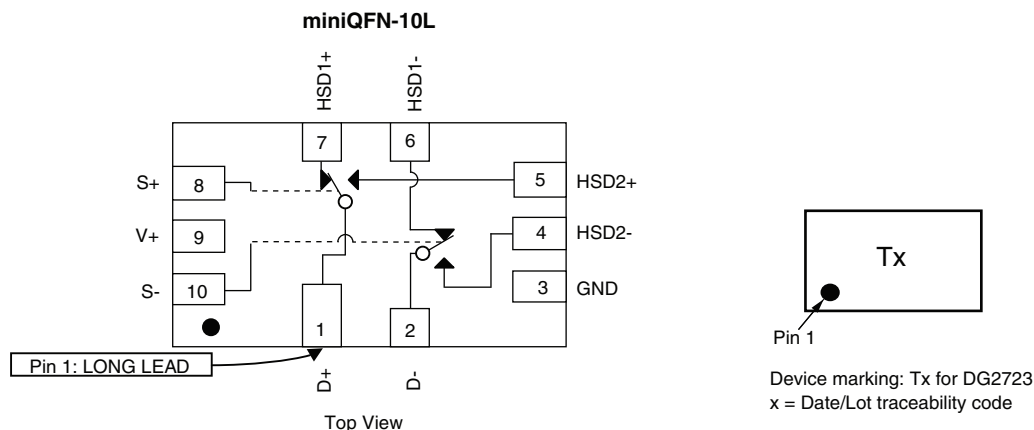 miniQFN-10L
HSD1+
HSD1-
7
6
S+
8
5
HSD2+
V+
9
4
HSD2-
S-
10
3
GND
1
2
Pin 1: LONG LEAD
D+
D-
Top View
Tx
Pin 1
Device marking: Tx for DG2723
x = Date/Lot traceability code